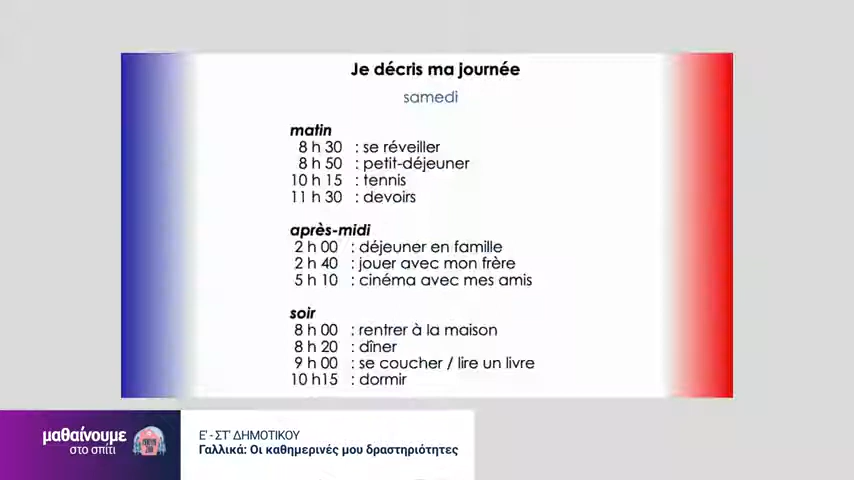 Je décris ma journée
samedi
matin
8 h 30 : se réveiller
8 h 50 : petit-déjeuner
10 h 15 : tennis
11 h 30 : devoirs
après-midi
2 h 00 : déjeuner en famille
2 h 40 : jouer avec mon frère
5 h 10 : cinéma avec mes amis
soir
8 h 00 : rentrer à la maison
8 h 20 : dîner
9 h 00 : se coucher / lire un livre
10 h15 : dormir
μαθαίνουμε
στο σπίτι
Ε' - ΣΤ' ΔΗΜΟΤΙΚΟΥ
Γαλλικά: Οι καθημερινές μου δραστηριότητες